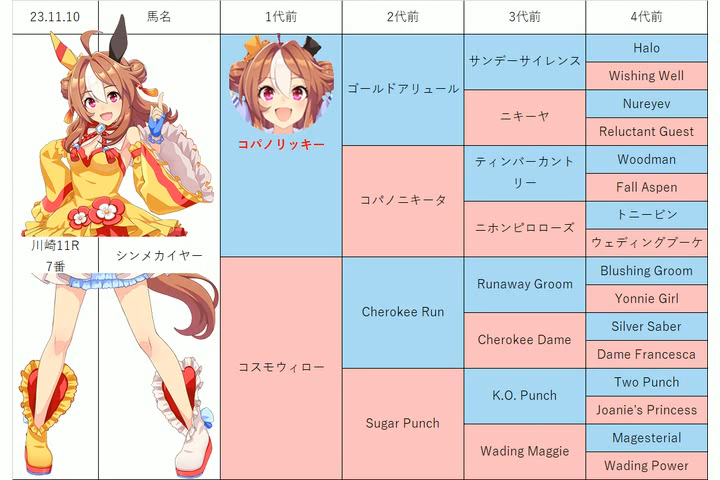 23.11.10 馬名 1代前 2代前 3代前 4代前
川崎11R
7番
シンメカイヤー
コパノリッキー
コスモウィロー
ゴールドアリュール
コパノニキータ
Cherokee Run
Sugar Punch
サンデーサイレンス
ニキーヤ
ティンバーカント
リー
ニホンピロローズ
Runaway Groom
Cherokee Dame
K.O. Punch
Wading Maggie
Halo
Wishing Well
Nureyev
Reluctant Guest
Woodman
Fall Aspen
トニービン
ウェディングブーケ
Blushing Groom
Yonnie Girl
Silver Saber
Dame Francesca
Two Punch
Joanie's Princess
Magesterial
Wading Power